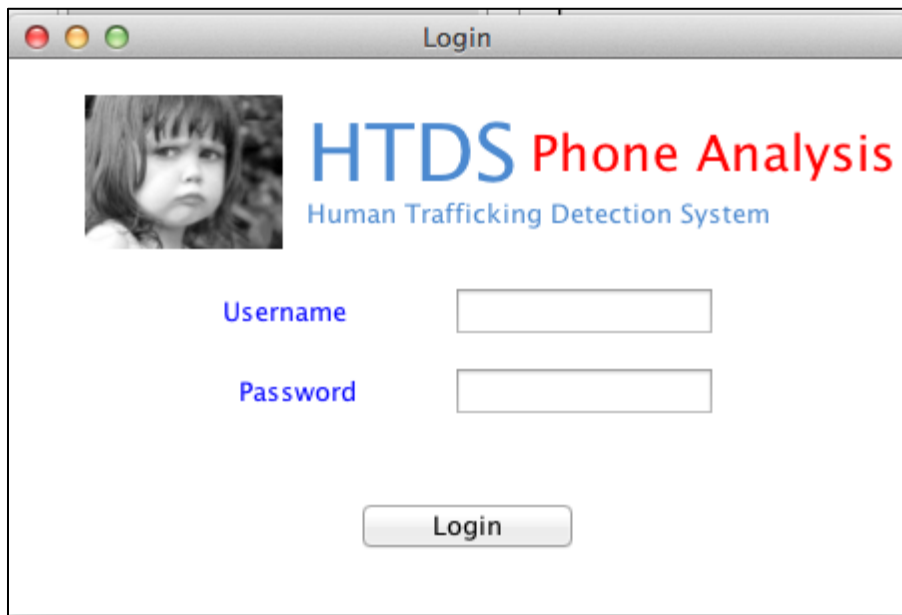 Login
HTDS Phone Analysis
Human Trafficking Detection System
Username
Password
Login